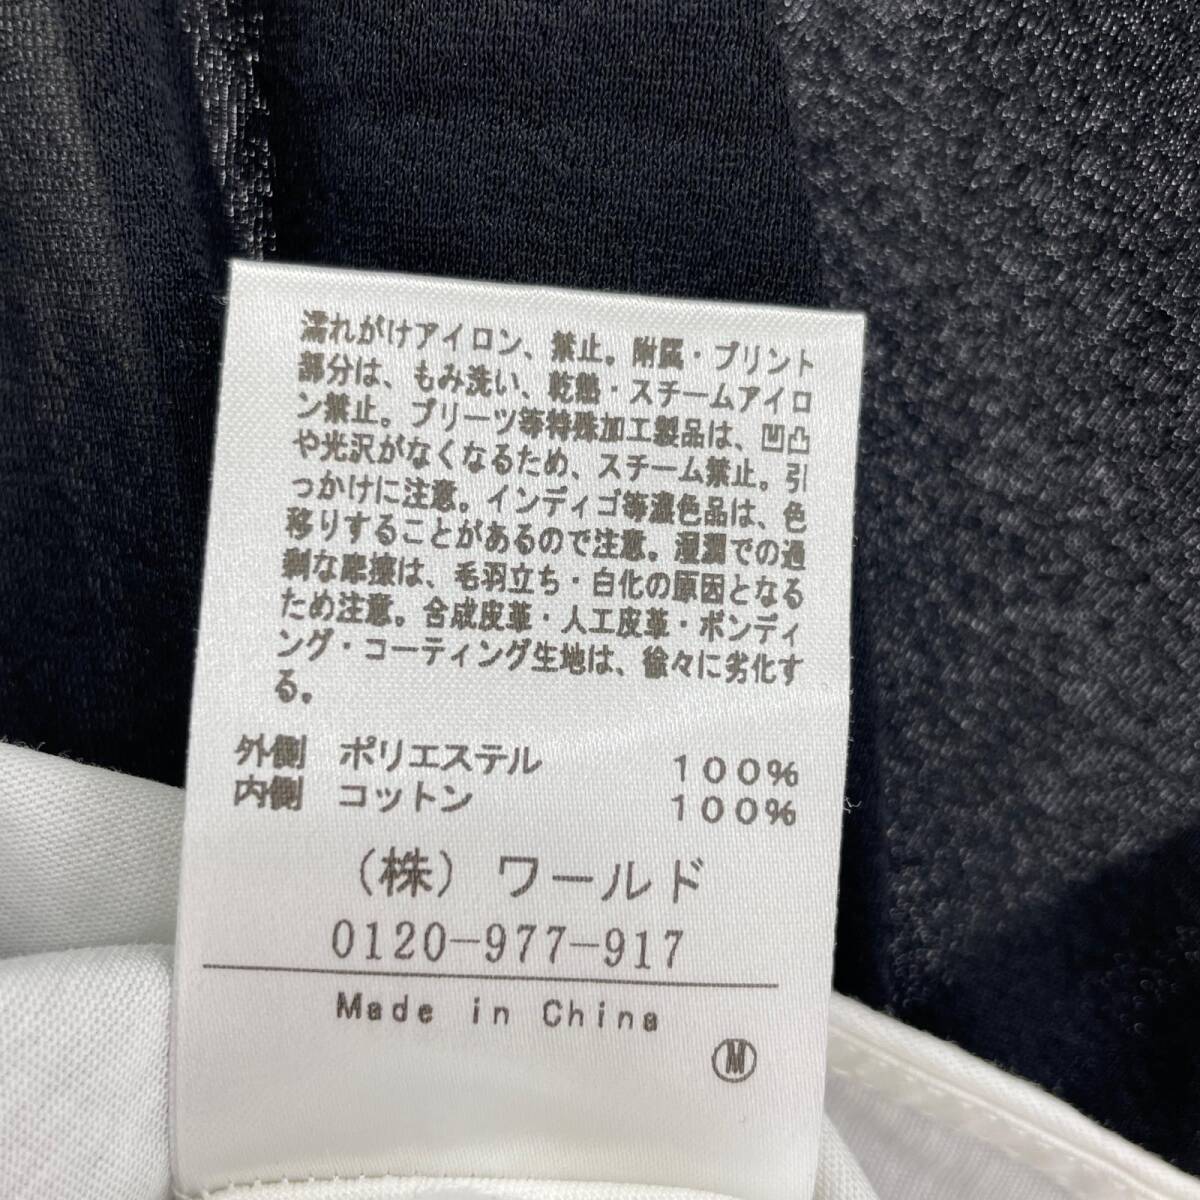 濡れがけアイロン、禁止。附属・プリント
部分は、もみ洗い、乾熱・スチームアイロ
ン禁止。プリーツ等特殊加工製品は、凹凸
や光沢がなくなるため、スチーム禁止。引
っかけに注意。インディゴ等濃色品は、色
移りすることがあるので注意。湿潤での過
剰な摩擦は、毛羽立ち・白化の原因となる
ため注意。合成皮革・人工皮革・ボンディ
ング・コーティング生地は、徐々に劣化す
る。
外側 ポリエステル 100%
内側 コットン 100%
(株) ワールド
0120-977-917
Made in China
M